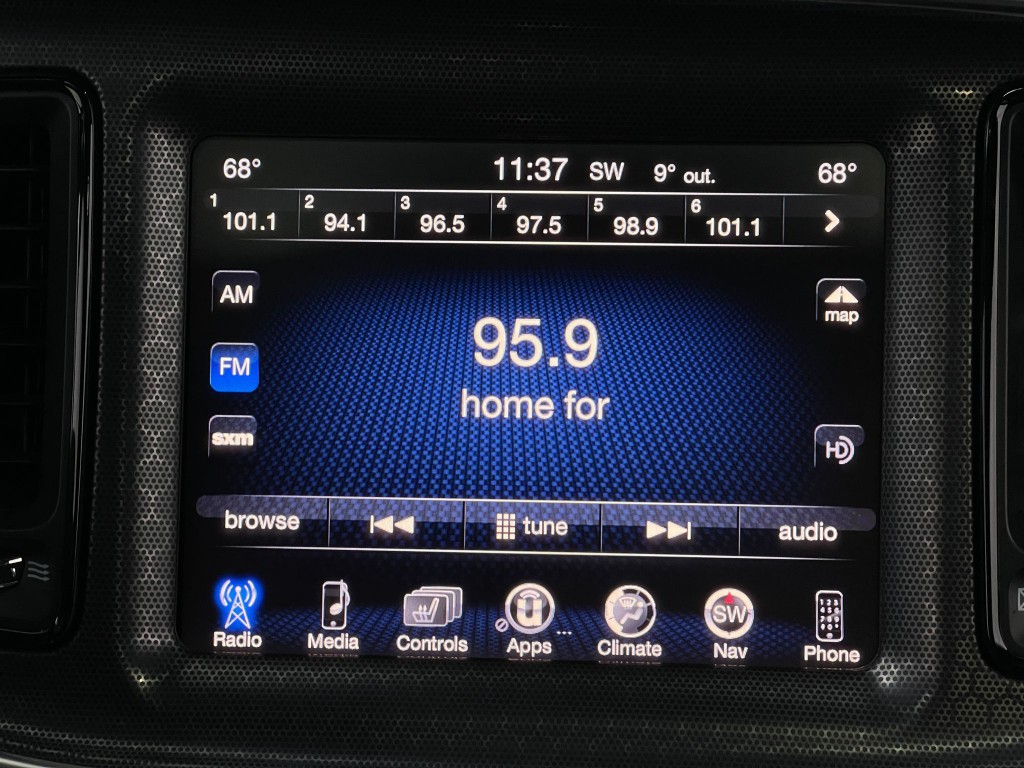 68° 11:37 SW 9° out. 68°
1 2 3 4 5 6
101.1 94.1 96.5 97.5 98.9 101.1
AM
map
95.9
FM
home for
sxm
HD
browse tune audio
SW
Radio Media Controls Apps Climate Nav Phone